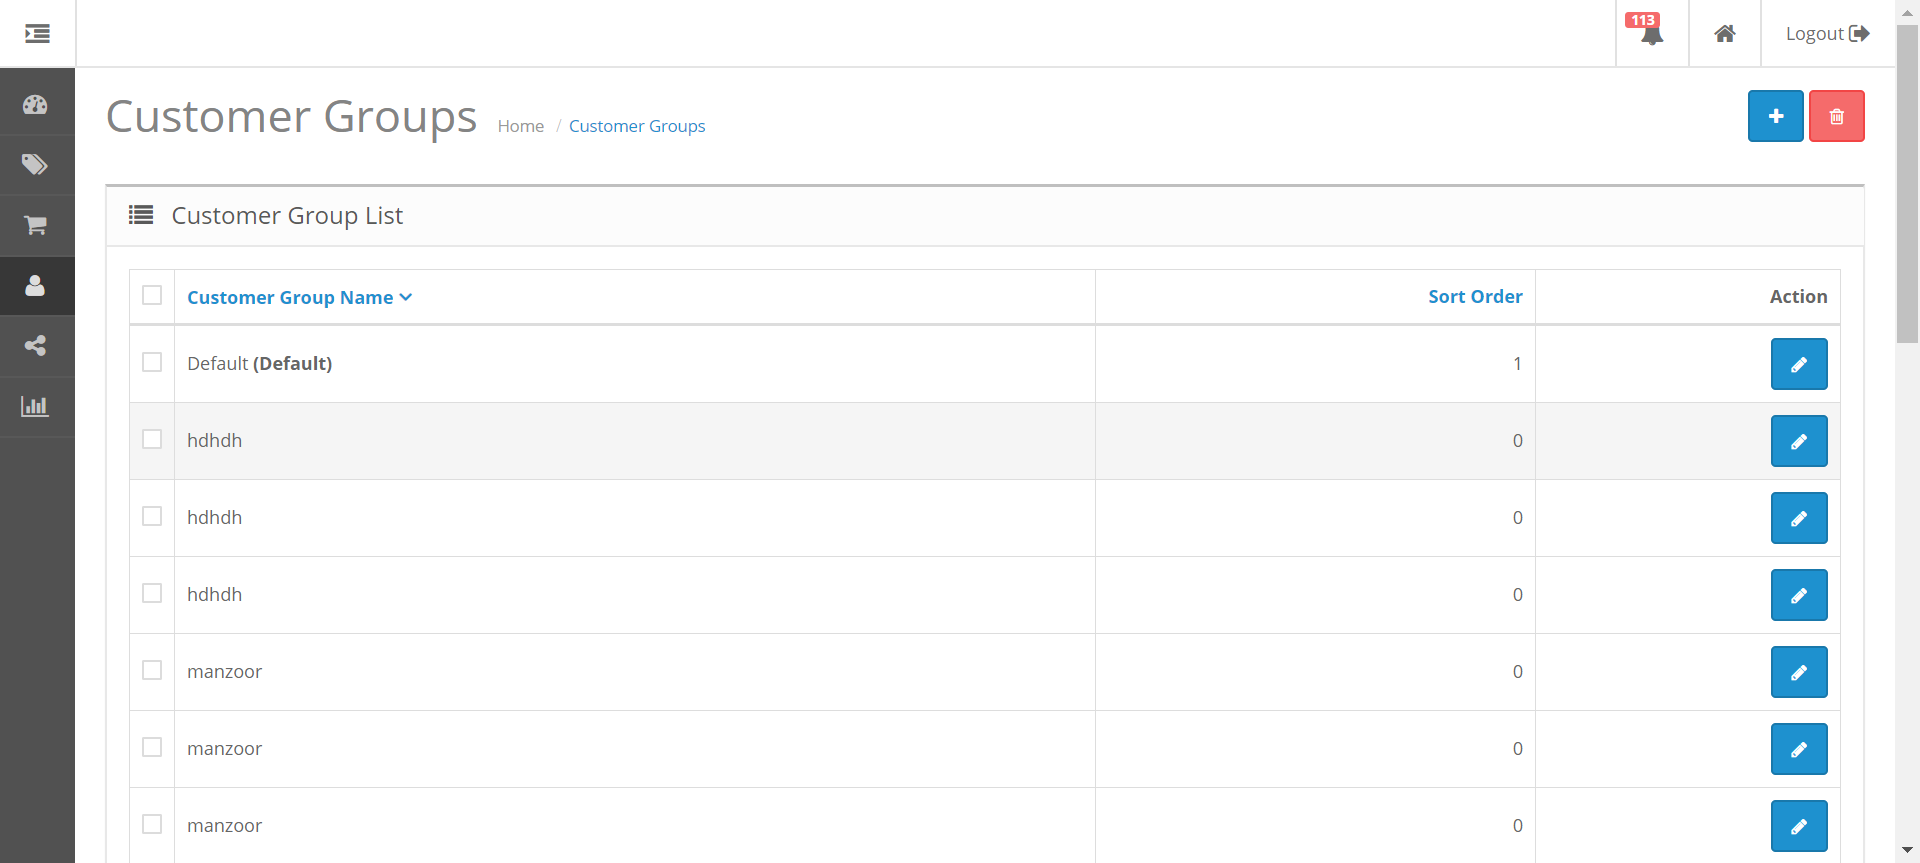 113
Logout
Customer Groups
Home / Customer Groups
Customer Group List
Customer Group Name Sort Order Action
Default (Default) 1
hdhdh 0
hdhdh 0
hdhdh 0
manzoor 0
manzoor 0
manzoor 0